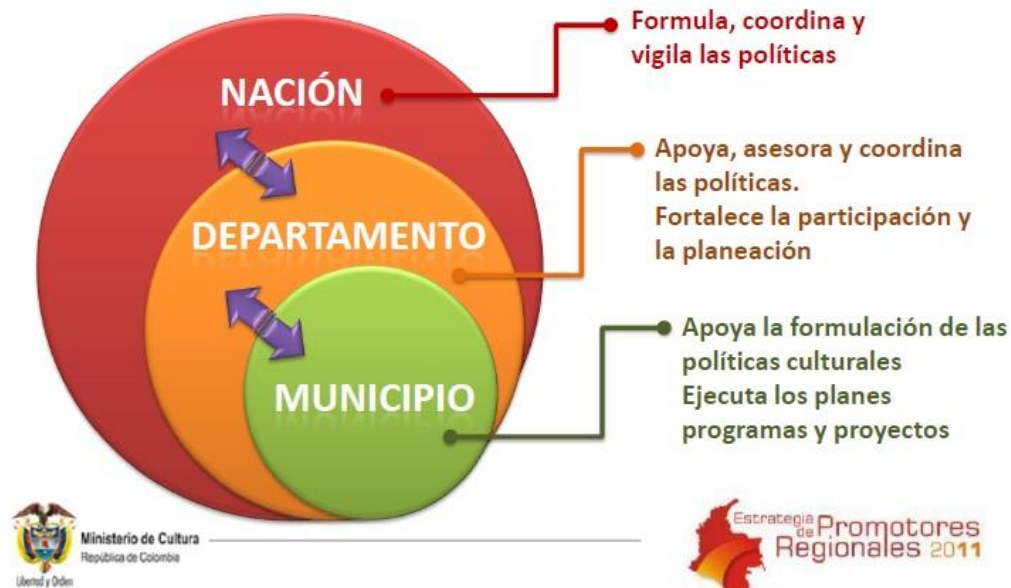 NACIÓN
Formula, coordina y
vigila las políticas
DEPARTAMENTO
Apoya, asesora y coordina
las políticas.
Fortalece la participación y
la planeación
MUNICIPIO
Apoya la formulación de las
políticas culturales
Ejecuta los planes
programas y proyectos
Libertad y Orden
Ministerio de Cultura
República de Colombia
Estrategia
de Promotores
Regionales 2011